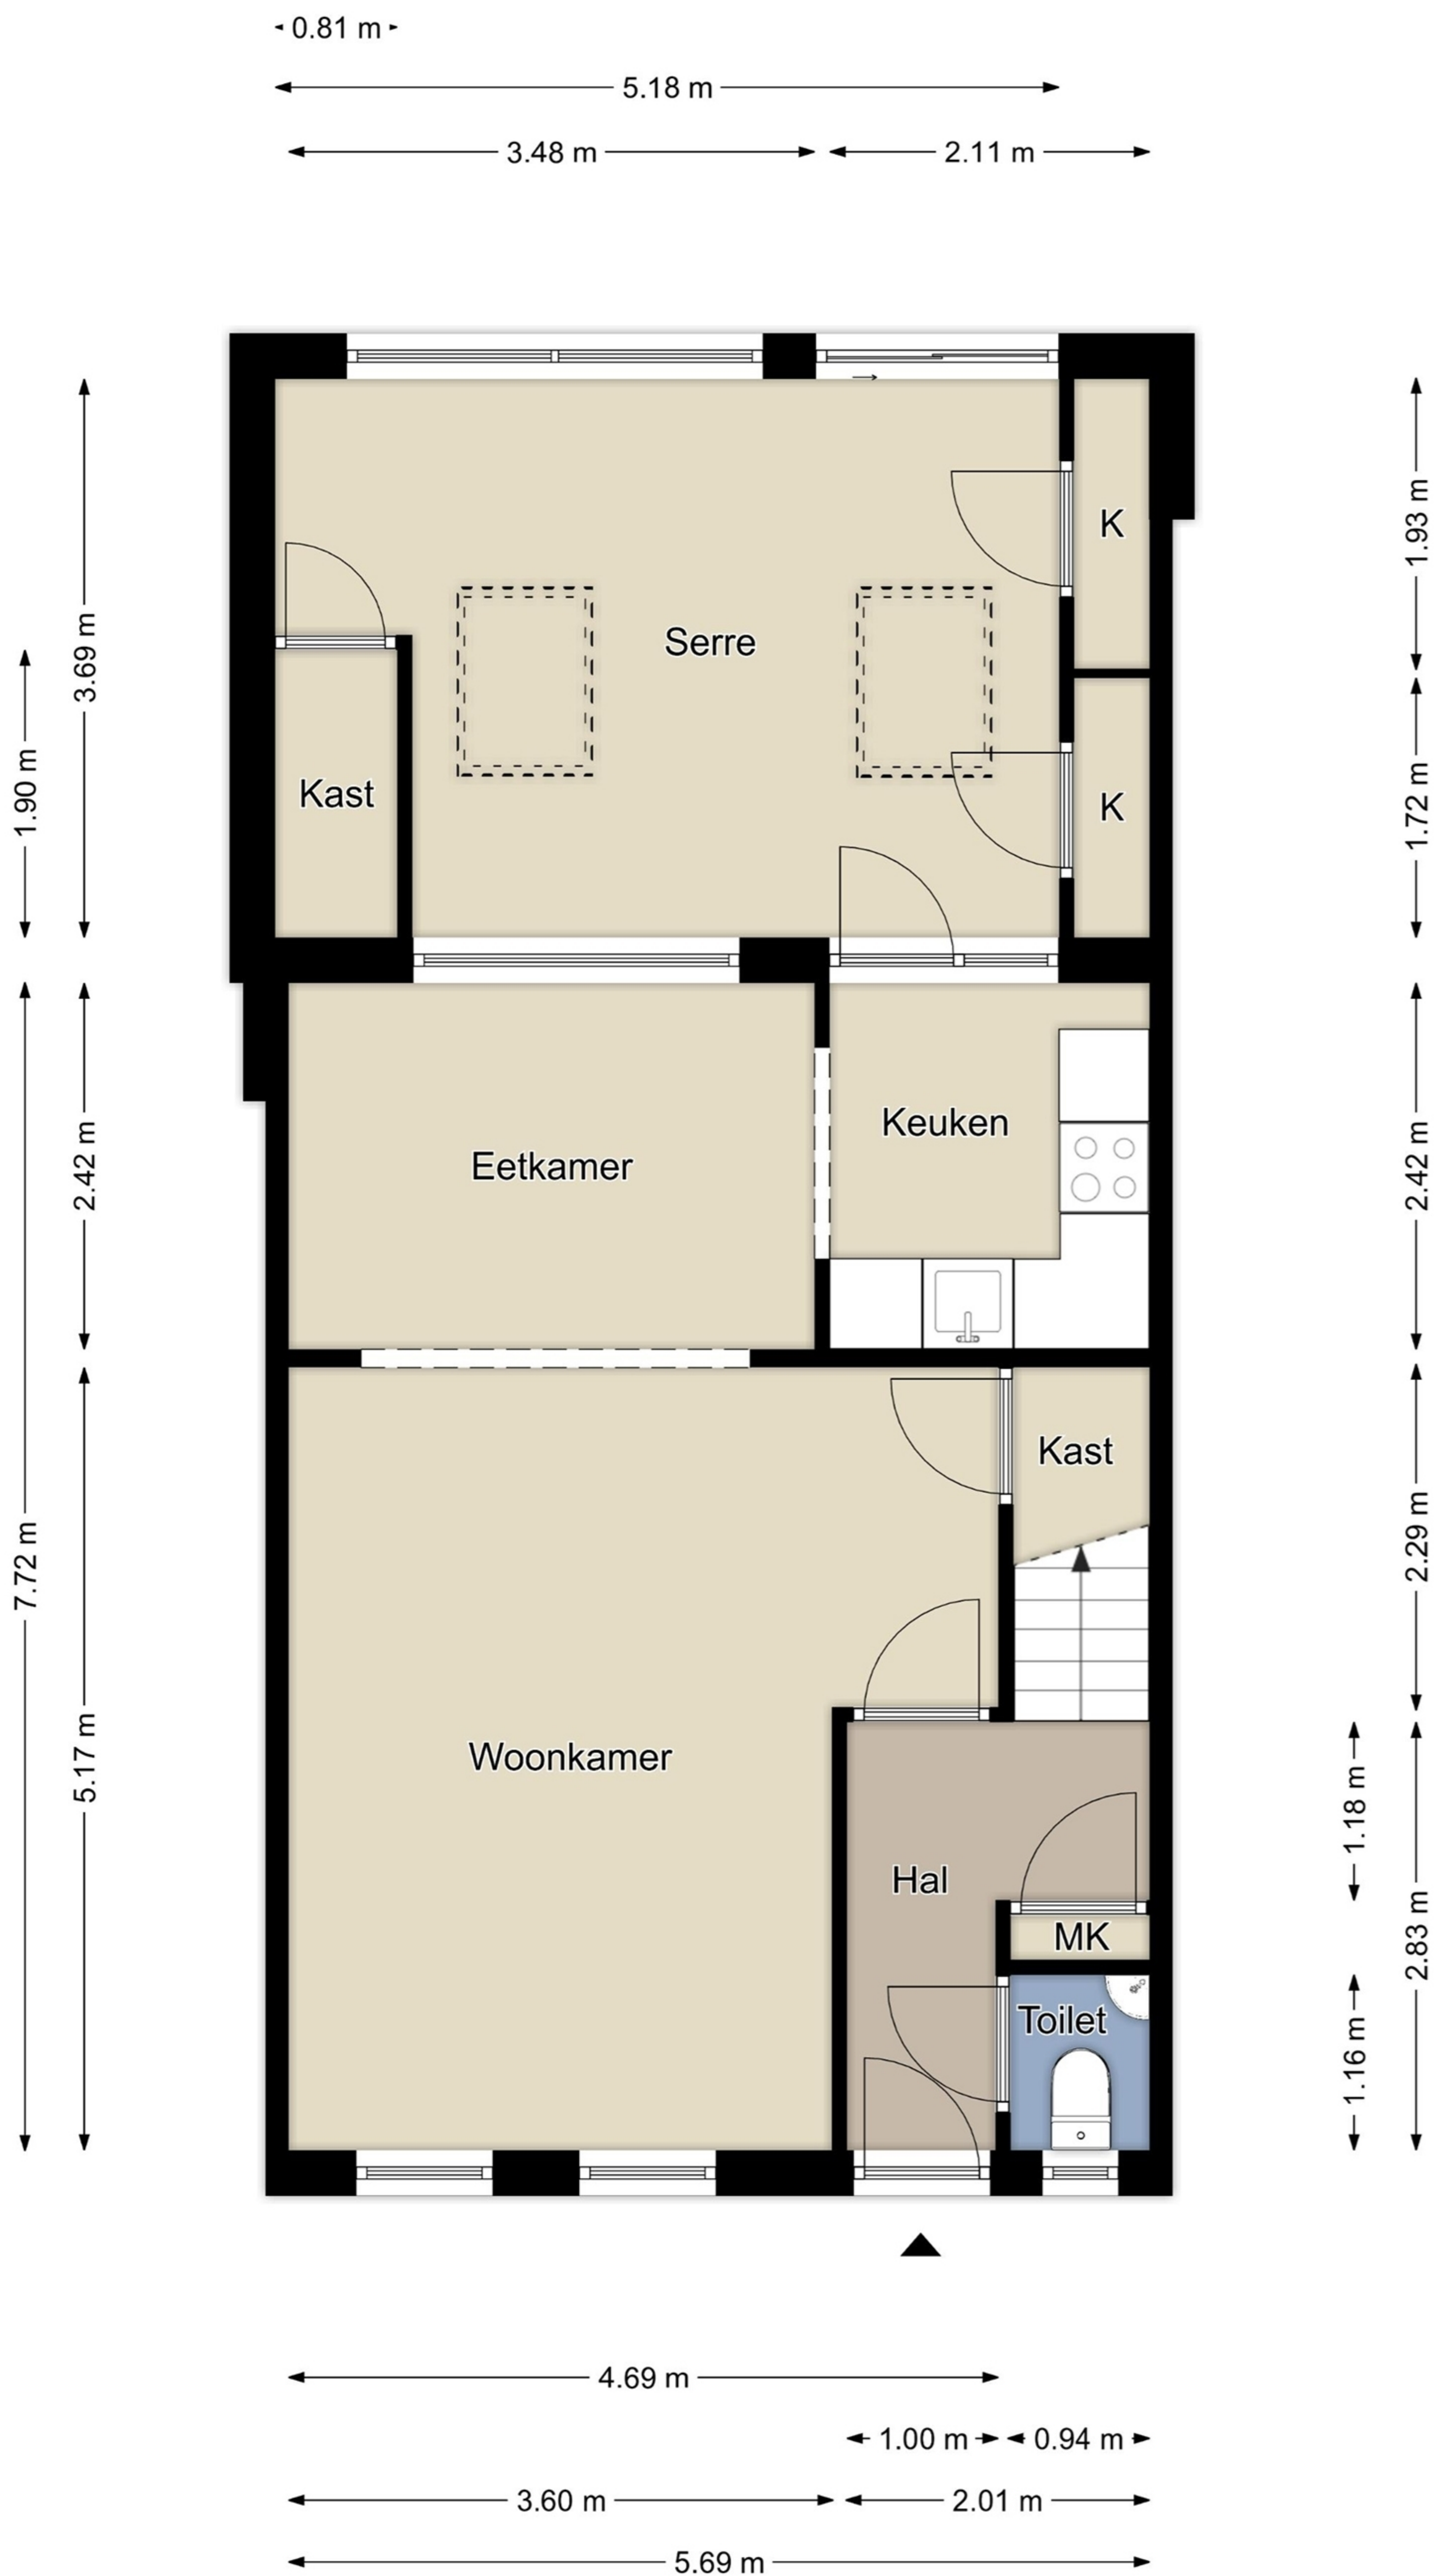 0.81 m
5.18 m
3.48 m
2.11 m
1.93 m
K
3.69 m
Serre
1.90 m
Kast
K
1.72 m
Keuken
2.42 m
Eetkamer
2.42 m
Kast
7.72 m
2.29 m
5.17 m
Woonkamer
1.18 m
Hal
MK
2.83 m
Toilet
1.16 m
4.69 m
1.00 m
0.94 m
3.60 m
2.01 m
5.69 m